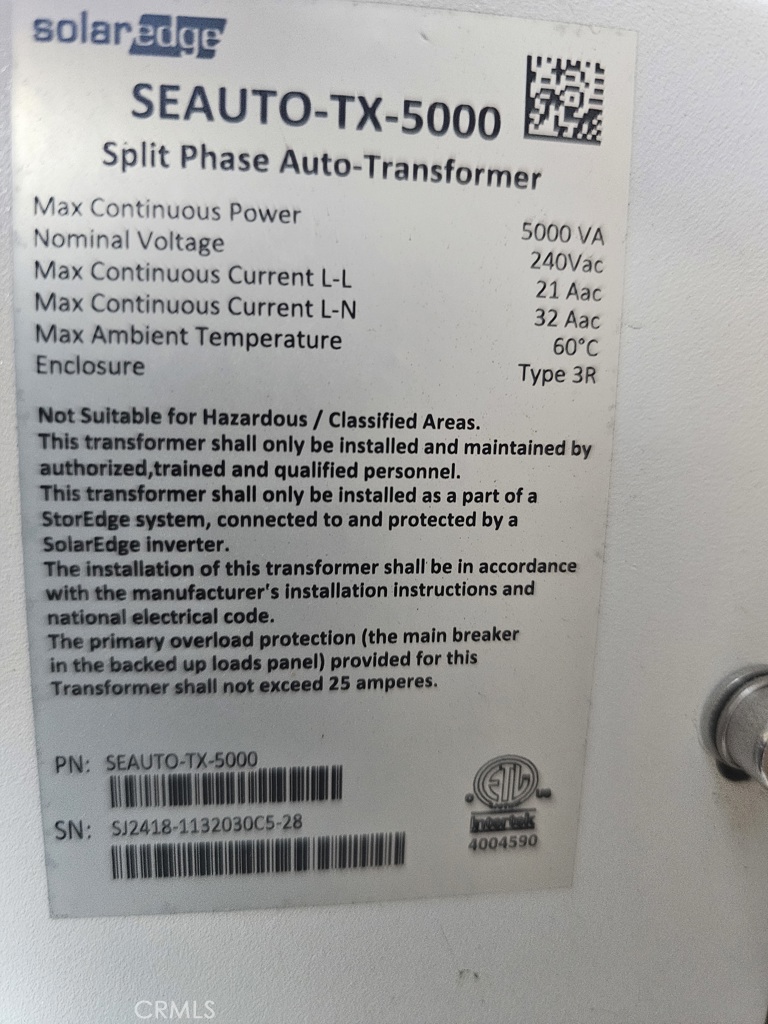 solaredge
SEAUTO-TX-5000
Split Phase Auto-Transformer
Max Continuous Power 5000 VA
Nominal Voltage 240Vac
Max Continuous Current L-L 21 Aac
Max Continuous Current L-N 32 Aac
Max Ambient Temperature 60°C
Enclosure Type 3R
Not Suitable for Hazardous / Classified Areas.
This transformer shall only be installed and maintained by
authorized,trained and qualified personnel.
This transformer shall only be installed as a part of a
StorEdge system, connected to and protected by a
SolarEdge inverter.
The installation of this transformer shall be in accordance
with the manufacturer's installation instructions and
national electrical code.
The primary overload protection (the main breaker
in the backed up loads panel) provided for this
Transformer shall not exceed 25 amperes.
PN: SEAUTO-TX-5000
SN: SJ2418-1132030C5-28
ETL
us
Intertek
4004590
CRMLS